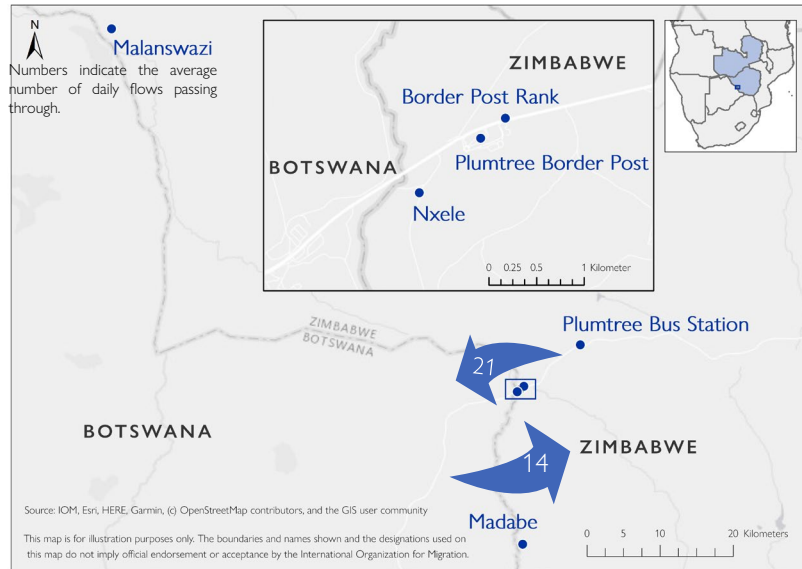 N
Malanswazi
Numbers indicate the average
number of daily flows passing
through.
ZIMBABWE
Border Post Rank
BOTSWANA
Plumtree Border Post
Nxele
0 0.25 0.5 1 Kilometer
ZIMBABWE
BOTSWANA
Plumtree Bus Station
21
BOTSWANA
ZIMBABWE
14
Source: IOM, Esri, HERE, Garmin, (c) OpenStreetMap contributors, and the GIS user community
Madabe
0 5 10 20 Kilometers
This map is for illustration purposes only. The boundaries and names shown and the designations used on
this map do not imply official endorsement or acceptance by the International Organization for Migration.